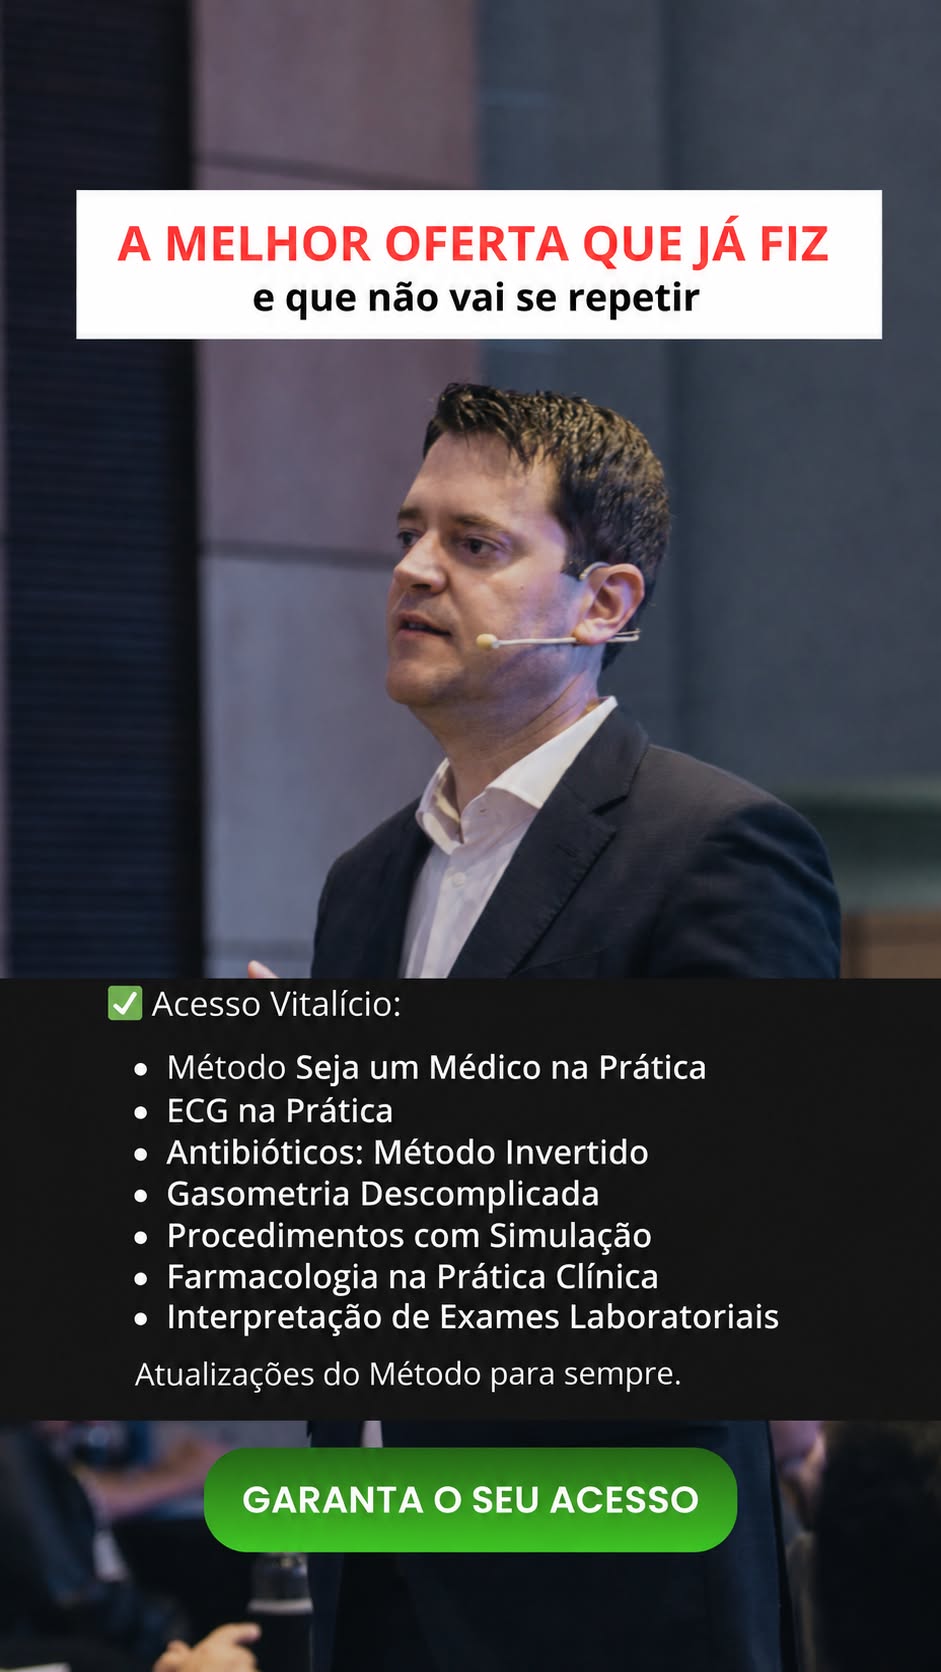 A MELHOR OFERTA QUE JÁ FIZ
e que não vai se repetir
✅ Acesso Vitalício:
• Método Seja um Médico na Prática
• ECG na Prática
• Antibióticos: Método Invertido
• Gasometria Descomplicada
• Procedimentos com Simulação
• Farmacologia na Prática Clínica
• Interpretação de Exames Laboratoriais
Atualizações do Método para sempre.
GARANTA O SEU ACESSO